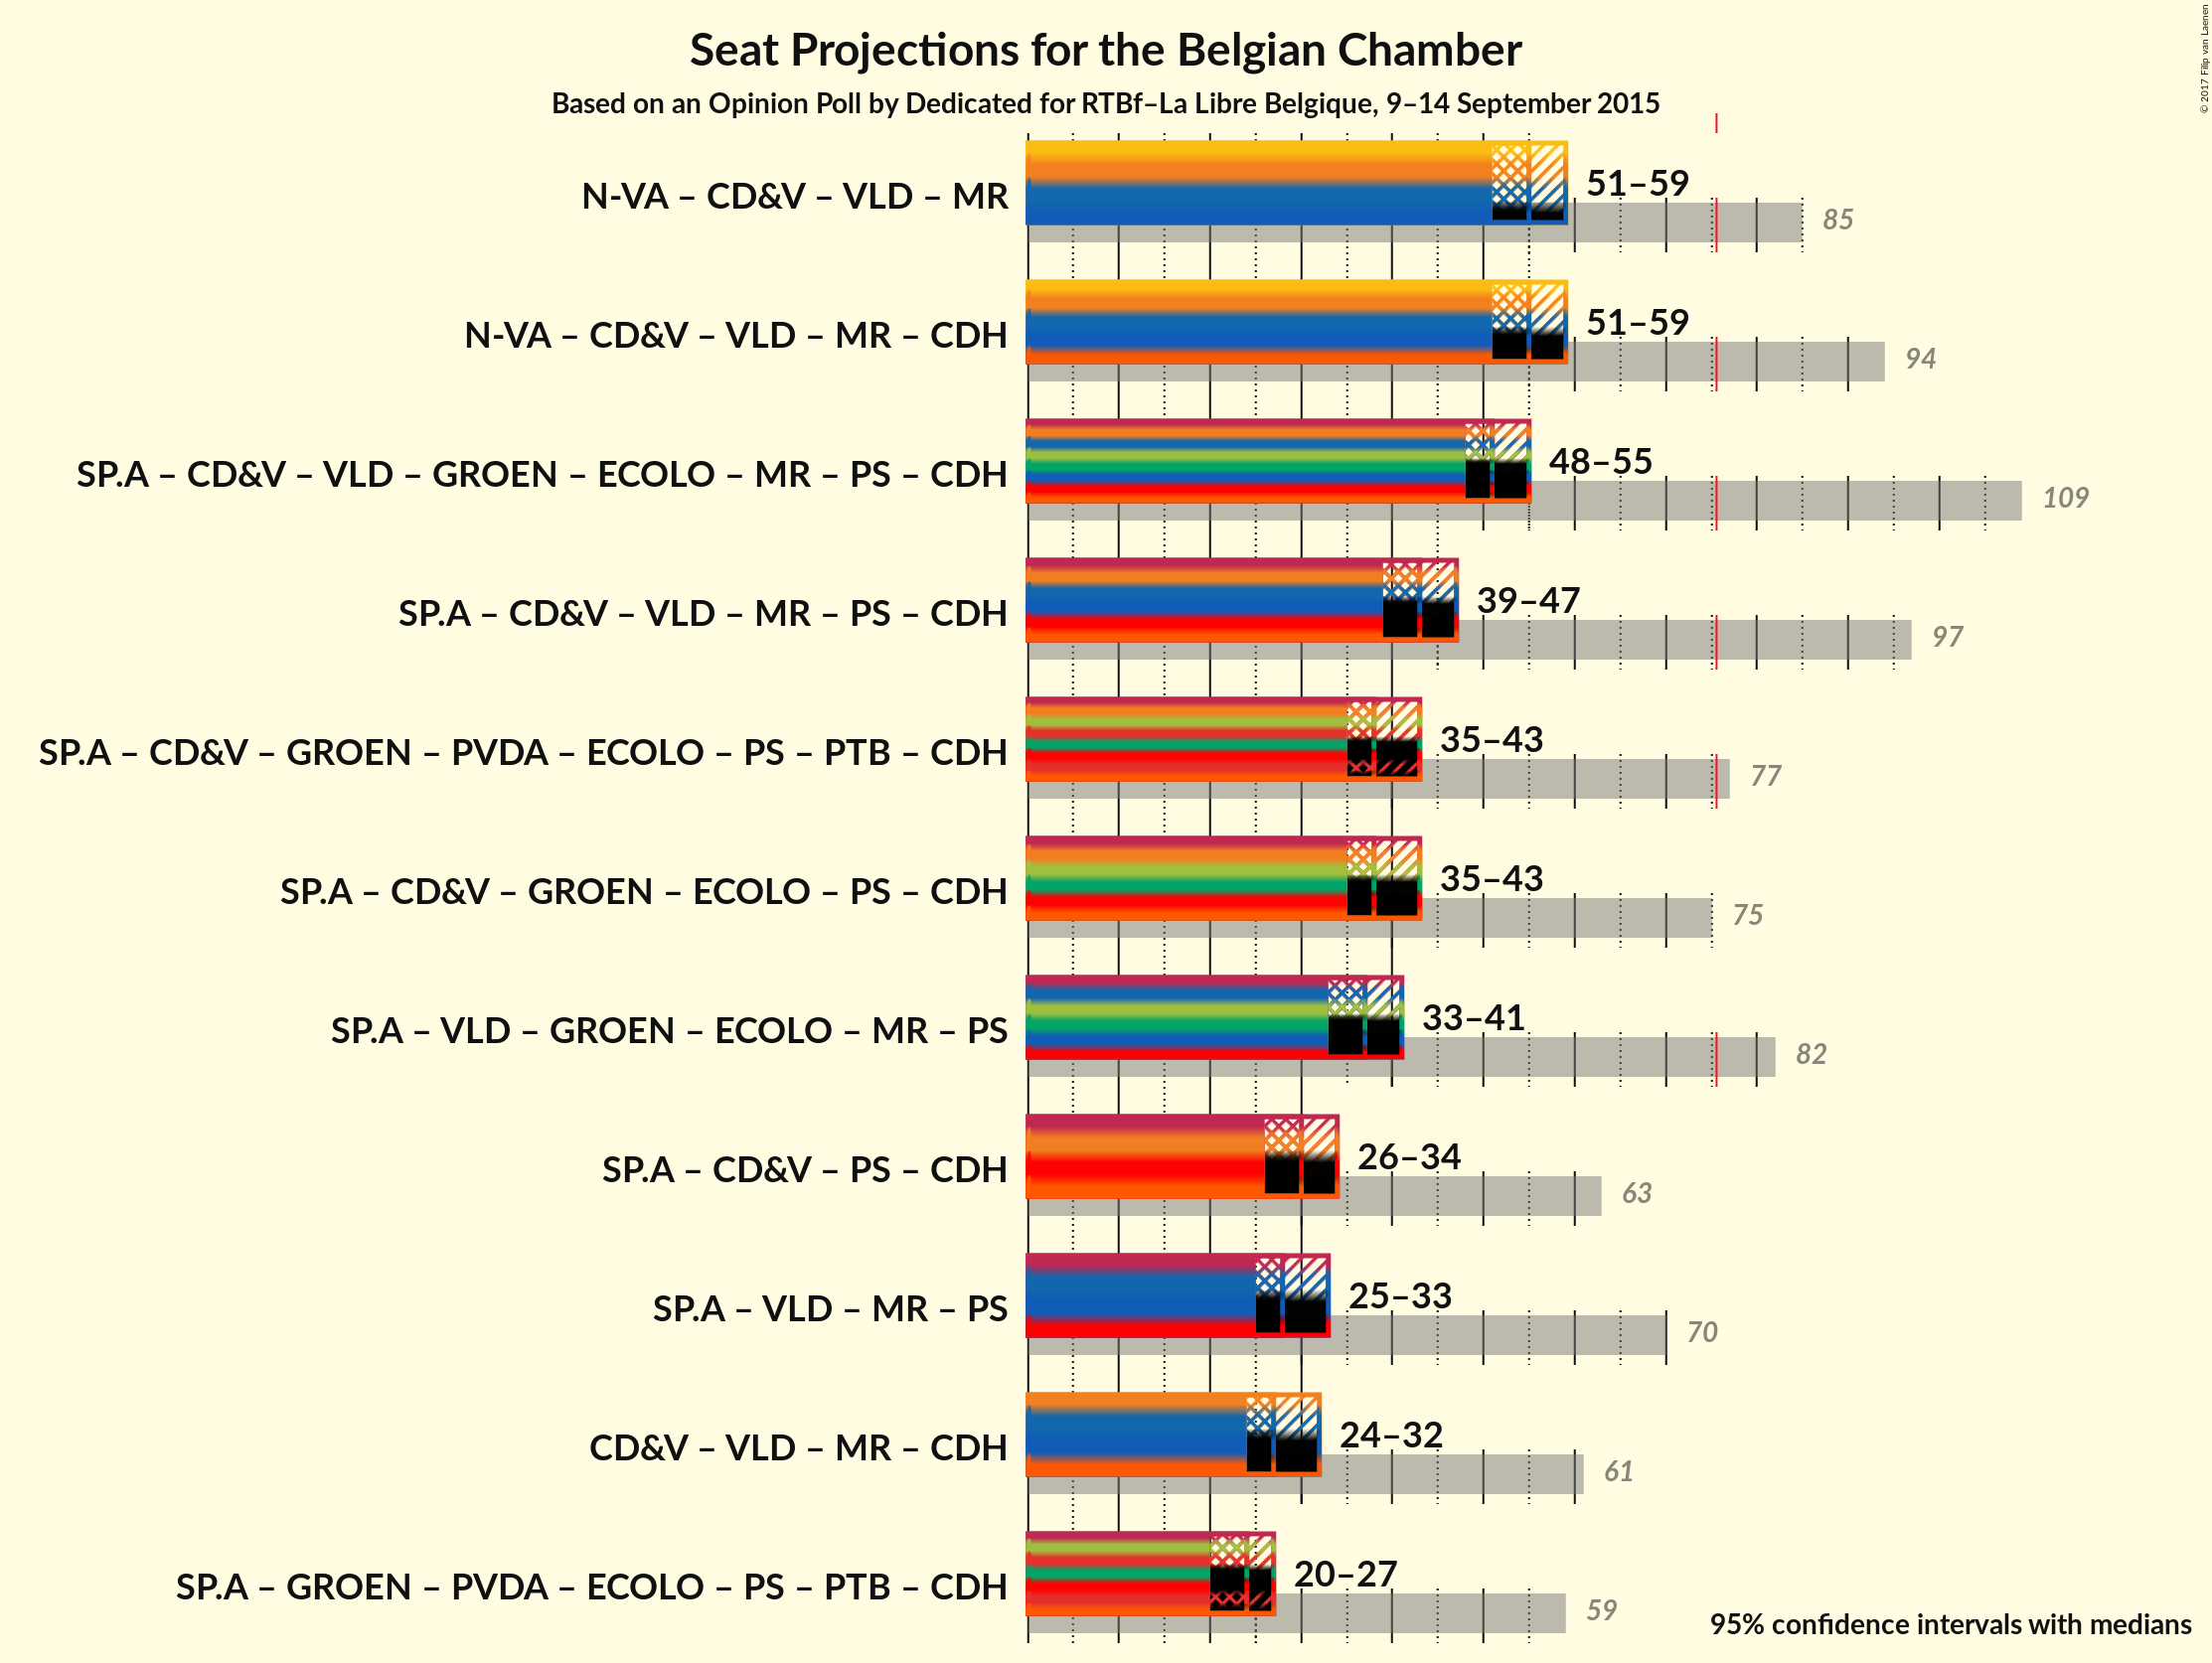 Seat Projections for the Belgian Chamber
Based on an Opinion Poll by Dedicated for RTBf–La Libre Belgique, 9–14 September 2015
© 2017 Filip van Laenen
N-VA – CD&V – VLD – MR
51–59
85
N-VA – CD&V – VLD – MR – CDH
51–59
94
SP.A – CD&V – VLD – GROEN – ECOLO – MR – PS – CDH
48–55
109
SP.A – CD&V – VLD – MR – PS – CDH
39–47
97
SP.A – CD&V – GROEN – PVDA – ECOLO – PS – PTB – CDH
35–43
77
SP.A – CD&V – GROEN – ECOLO – PS – CDH
35–43
75
SP.A – VLD – GROEN – ECOLO – MR – PS
33–41
82
SP.A – CD&V – PS – CDH
26–34
63
SP.A – VLD – MR – PS
25–33
70
CD&V – VLD – MR – CDH
24–32
61
SP.A – GROEN – PVDA – ECOLO – PS – PTB – CDH
20–27
59
95% confidence intervals with medians